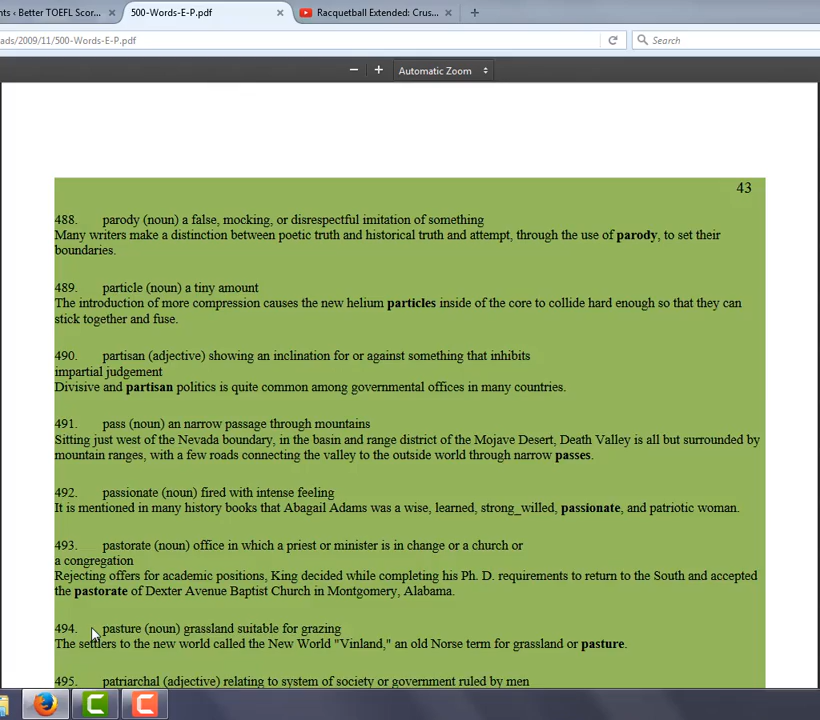 nts ‹ Better TOEFL Scor... × 500-Words-E-P.pdf × Racquetball Extended: Crus... × +
ads/2009/11/500-Words-E-P.pdf Search
− + Automatic Zoom
43
488. parody (noun) a false, mocking, or disrespectful imitation of something
Many writers make a distinction between poetic truth and historical truth and attempt, through the use of parody, to set their
boundaries.
489. particle (noun) a tiny amount
The introduction of more compression causes the new helium particles inside of the core to collide hard enough so that they can
stick together and fuse.
490. partisan (adjective) showing an inclination for or against something that inhibits
impartial judgement
Divisive and partisan politics is quite common among governmental offices in many countries.
491. pass (noun) an narrow passage through mountains
Sitting just west of the Nevada boundary, in the basin and range district of the Mojave Desert, Death Valley is all but surrounded by
mountain ranges, with a few roads connecting the valley to the outside world through narrow passes.
492. passionate (noun) fired with intense feeling
It is mentioned in many history books that Abagail Adams was a wise, learned, strong_willed, passionate, and patriotic woman.
493. pastorate (noun) office in which a priest or minister is in change or a church or
a congregation
Rejecting offers for academic positions, King decided while completing his Ph. D. requirements to return to the South and accepted
the pastorate of Dexter Avenue Baptist Church in Montgomery, Alabama.
494. pasture (noun) grassland suitable for grazing
The settlers to the new world called the New World "Vinland," an old Norse term for grassland or pasture.
495. patriarchal (adjective) relating to system of society or government ruled by men